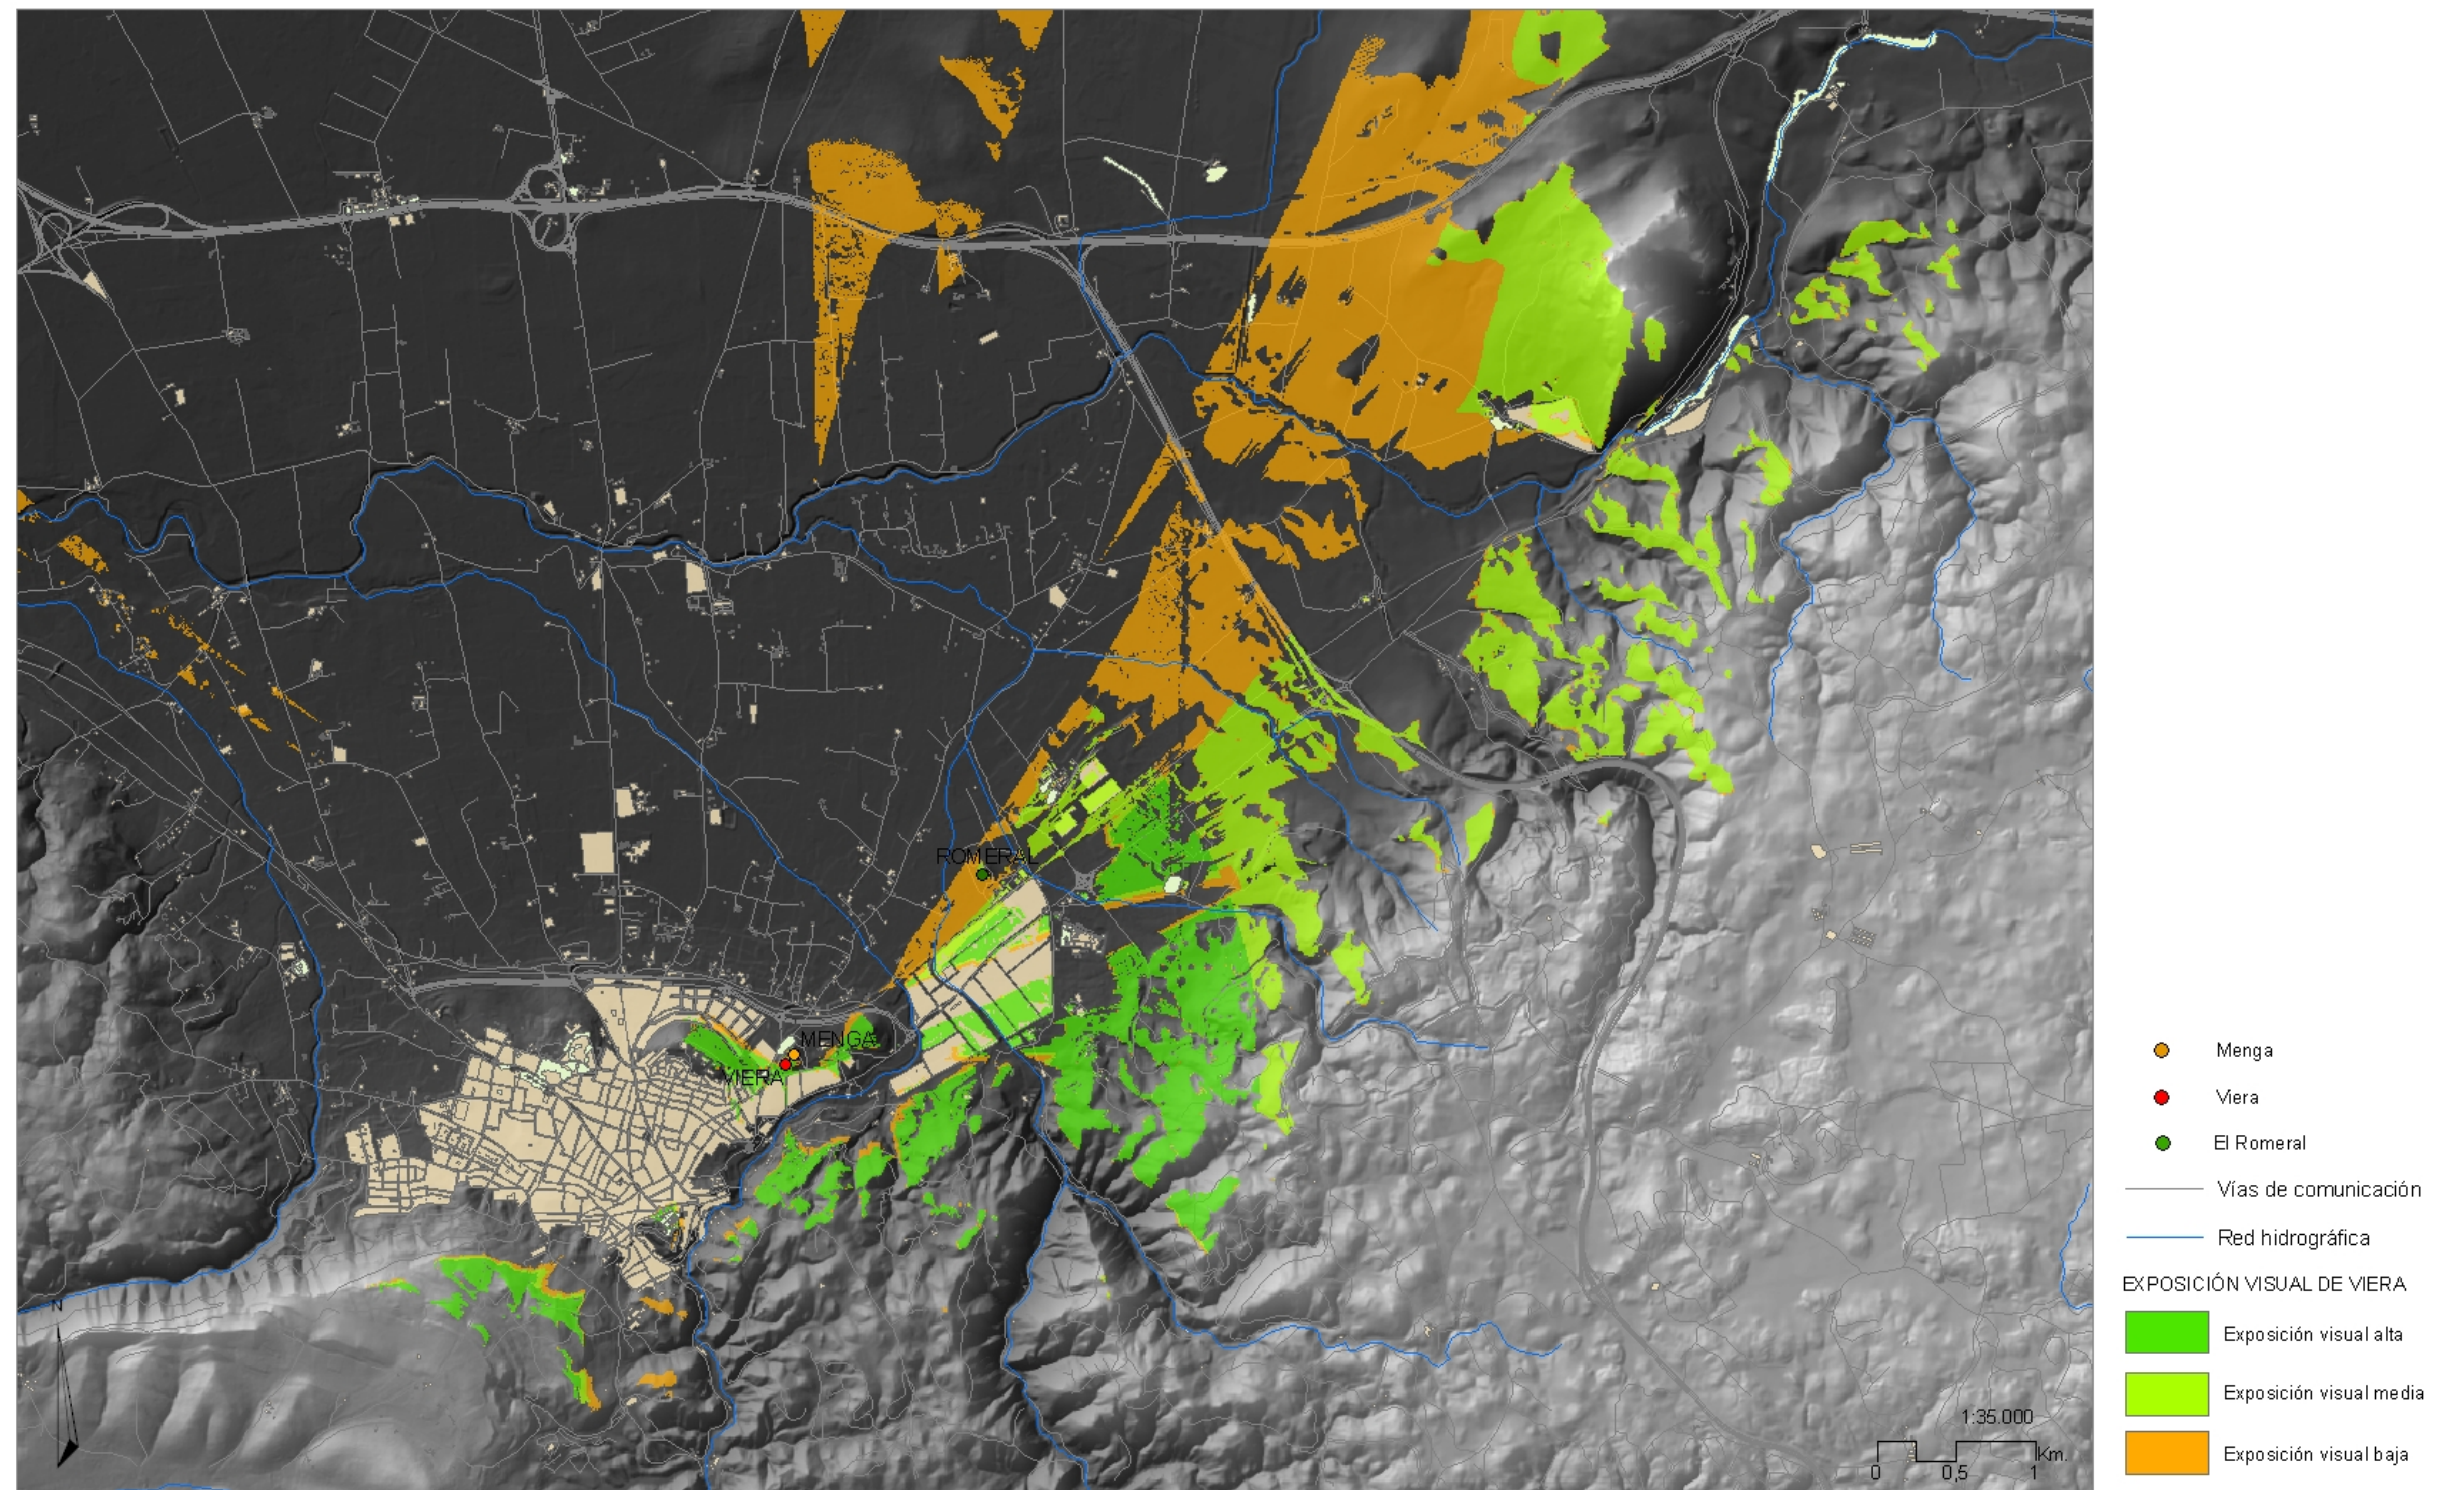 ROMERAL
MENGA
VIERA
N
1:35.000
Km.
0
0,5
1
Menga
Viera
El Romeral
Vías de comunicación
Red hidrográfica
EXPOSICIÓN VISUAL DE VIERA
Exposición visual alta
Exposición visual media
Exposición visual baja